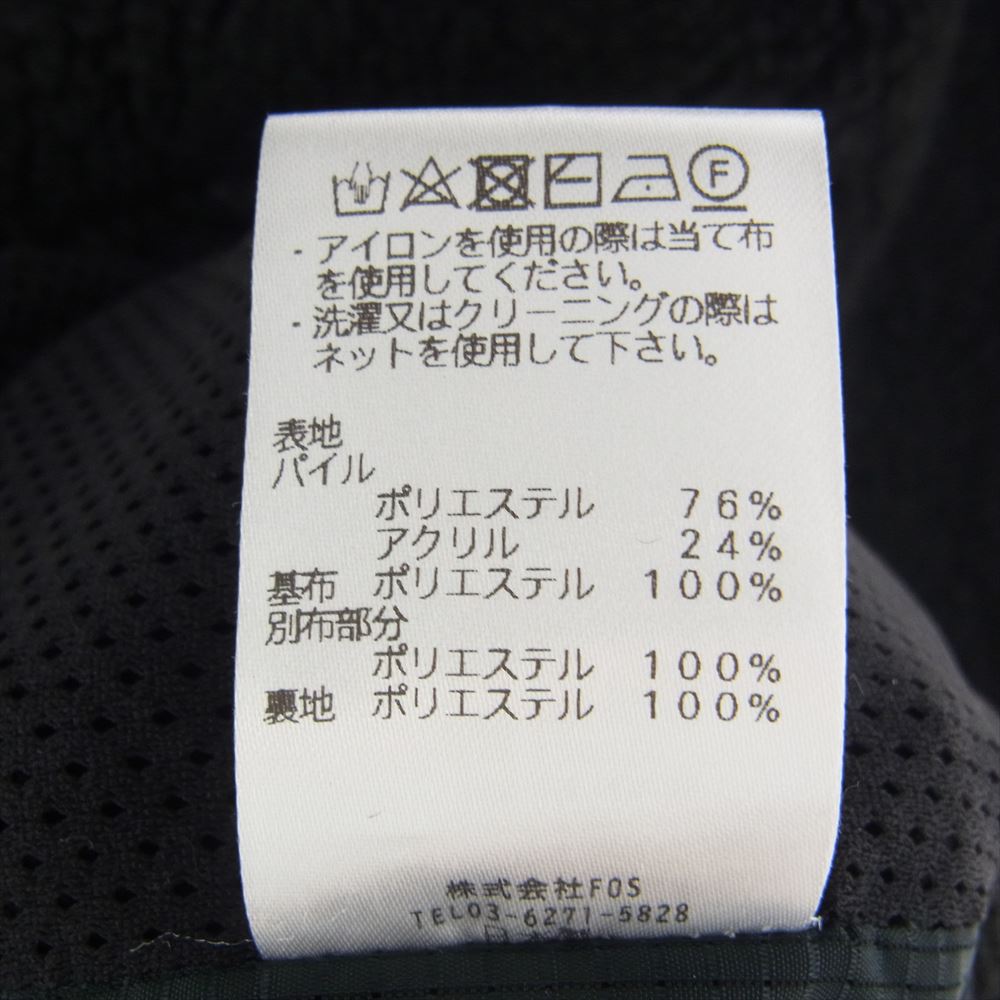 F
・アイロンを使用の際は当て布
を使用してください。
・洗濯又はクリーニングの際は
ネットを使用して下さい。
表地
パイル
ポリエステル 76%
アクリル 24%
基布 ポリエステル 100%
別布部分
ポリエステル 100%
裏地 ポリエステル 100%
株式会社FOS
TEL03-6271-5828